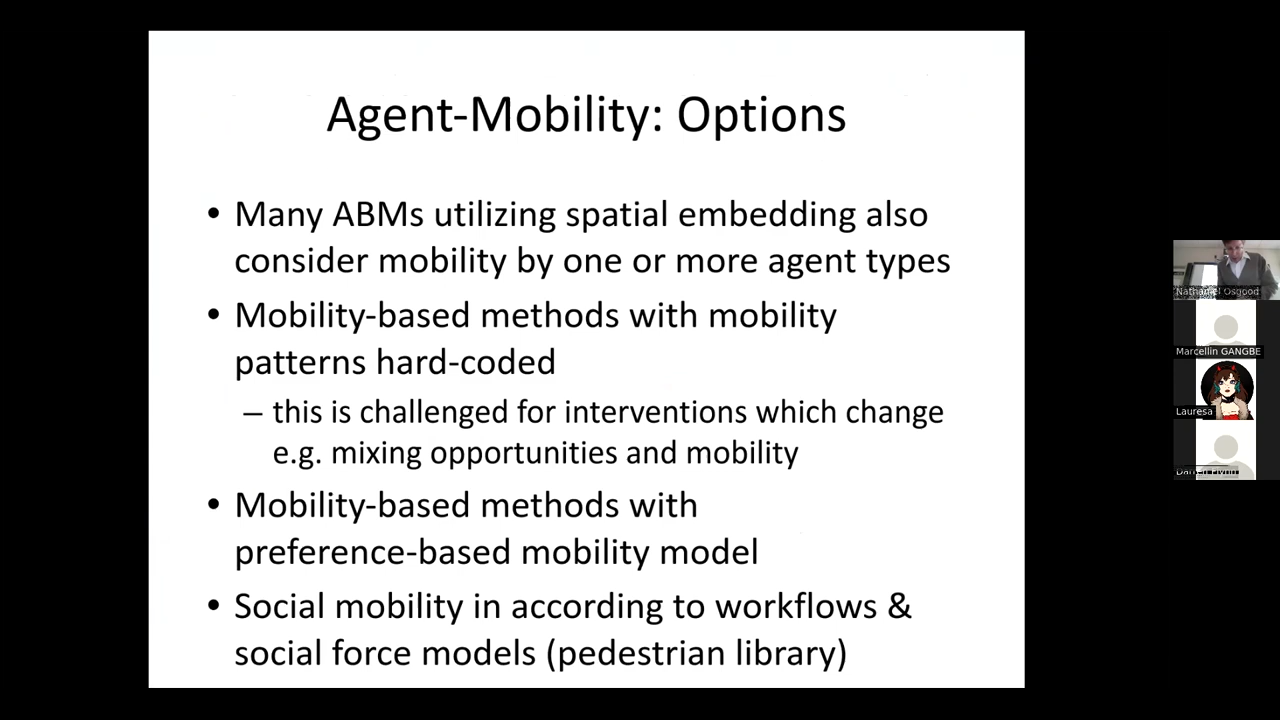 Agent-Mobility: Options
• Many ABMs utilizing spatial embedding also
consider mobility by one or more agent types
• Mobility-based methods with mobility
patterns hard-coded
– this is challenged for interventions which change
e.g. mixing opportunities and mobility
• Mobility-based methods with
preference-based mobility model
• Social mobility in according to workflows &
social force models (pedestrian library)
Nathaniel Osgood
Marcellin GANGBE
Lauresa